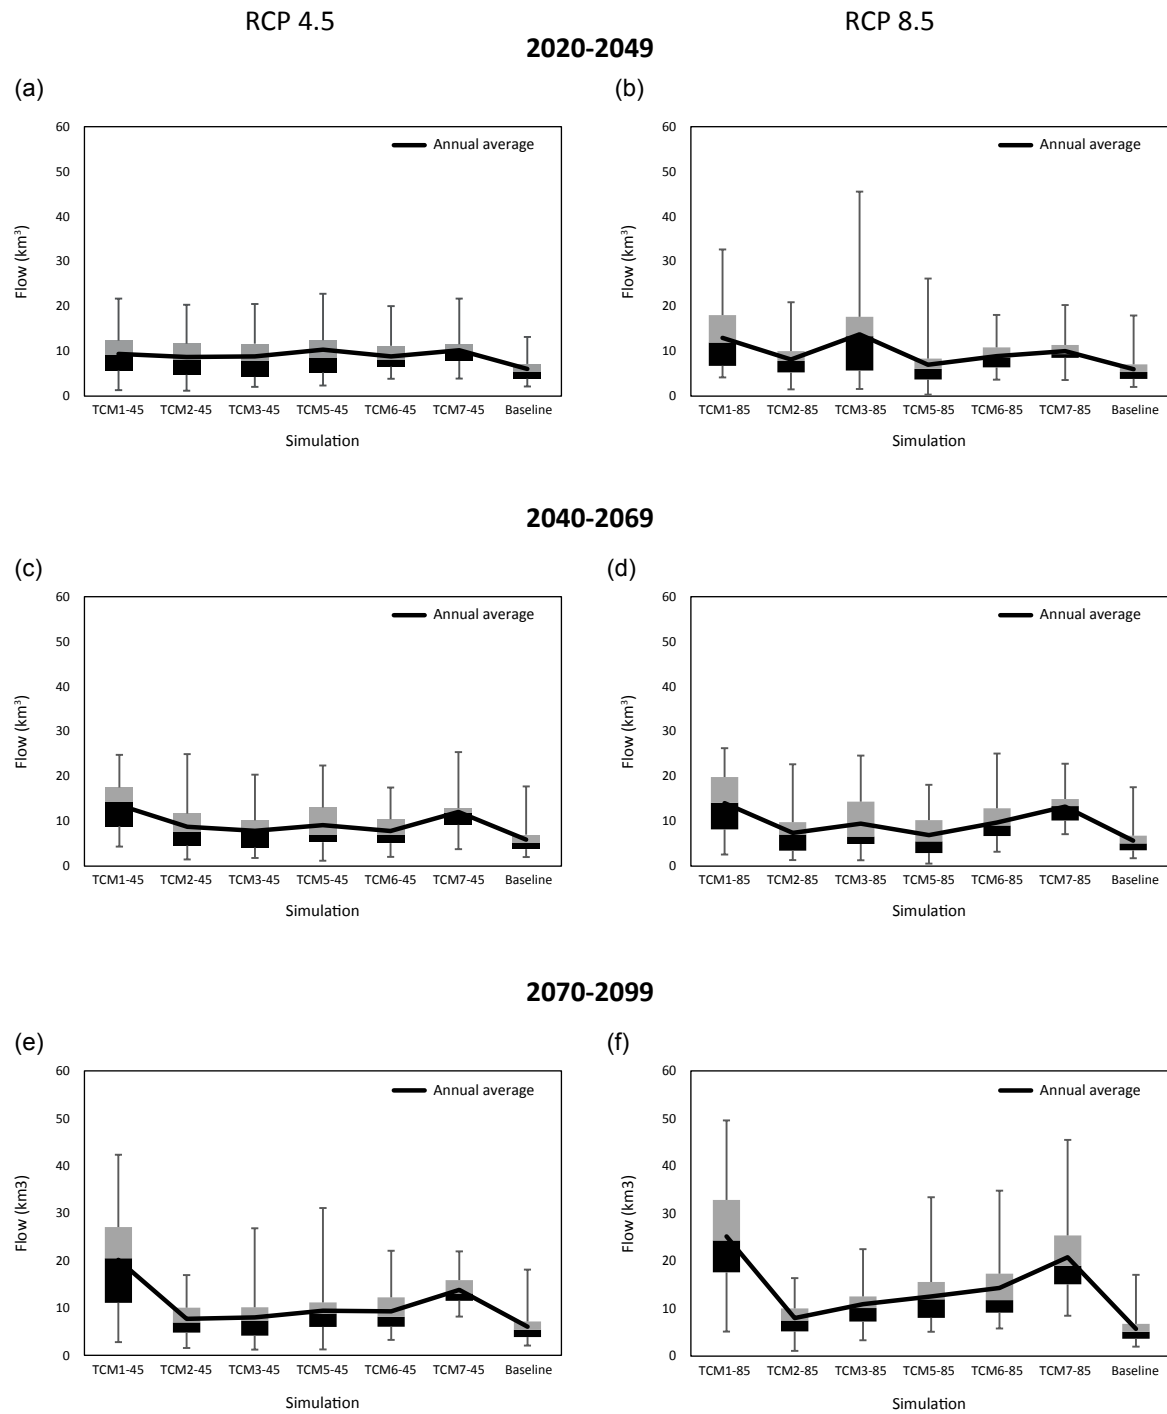 RCP 4.5
RCP 8.5
2020-2049
(a)
(b)
60
50
40
30
20
10
0
Flow (km³)
Annual average
TCM1-45 TCM2-45 TCM3-45 TCM5-45 TCM6-45 TCM7-45 Baseline
Simulation
60
50
40
30
20
10
0
Flow (km³)
Annual average
TCM1-85 TCM2-85 TCM3-85 TCM5-85 TCM6-85 TCM7-85 Baseline
Simulation
2040-2069
(c)
(d)
60
50
40
30
20
10
0
Flow (km³)
Annual average
TCM1-45 TCM2-45 TCM3-45 TCM5-45 TCM6-45 TCM7-45 Baseline
Simulation
60
50
40
30
20
10
0
Flow (km³)
Annual average
TCM1-85 TCM2-85 TCM3-85 TCM5-85 TCM6-85 TCM7-85 Baseline
Simulation
2070-2099
(e)
(f)
60
50
40
30
20
10
0
Flow (km3)
Annual average
TCM1-45 TCM2-45 TCM3-45 TCM5-45 TCM6-45 TCM7-45 Baseline
Simulation
60
50
40
30
20
10
0
Flow (km3)
Annual average
TCM1-85 TCM2-85 TCM3-85 TCM5-85 TCM6-85 TCM7-85 Baseline
Simulation